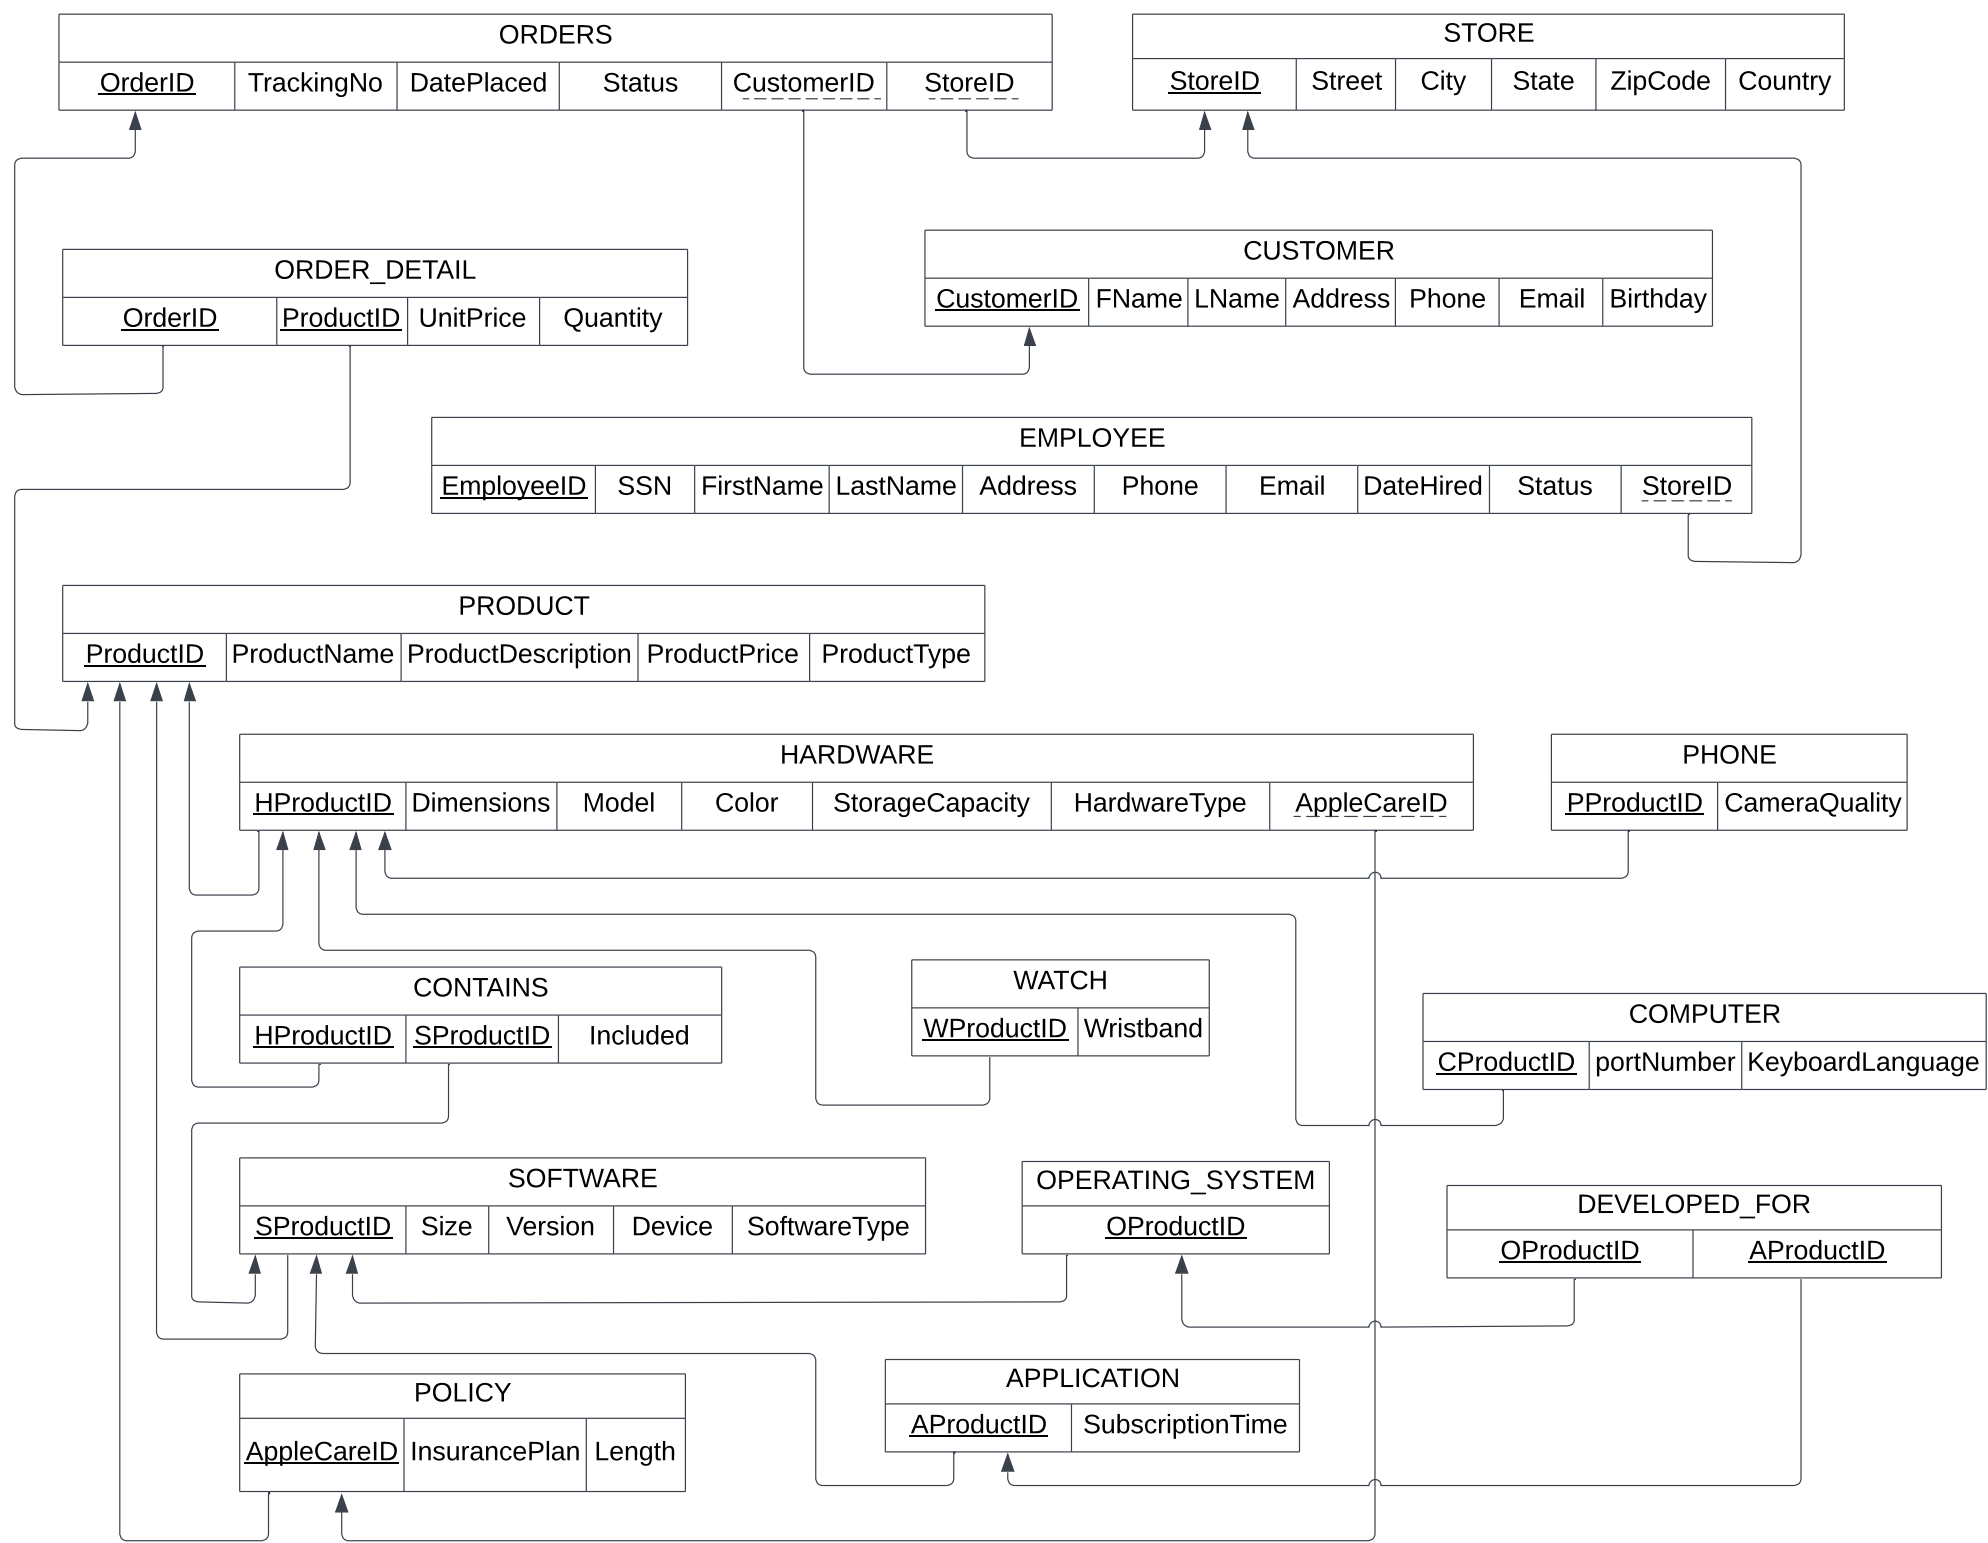 ORDERS
OrderID TrackingNo DatePlaced Status CustomerID StoreID
STORE
StoreID Street City State ZipCode Country
ORDER_DETAIL
OrderID ProductID UnitPrice Quantity
CUSTOMER
CustomerID FName LName Address Phone Email Birthday
EMPLOYEE
EmployeeID SSN FirstName LastName Address Phone Email DateHired Status StoreID
PRODUCT
ProductID ProductName ProductDescription ProductPrice ProductType
HARDWARE
HProductID Dimensions Model Color StorageCapacity HardwareType AppleCareID
PHONE
PProductID CameraQuality
CONTAINS
HProductID SProductID Included
WATCH
WProductID Wristband
COMPUTER
CProductID portNumber KeyboardLanguage
SOFTWARE
SProductID Size Version Device SoftwareType
OPERATING_SYSTEM
OProductID
DEVELOPED_FOR
OProductID AProductID
POLICY
AppleCareID InsurancePlan Length
APPLICATION
AProductID SubscriptionTime